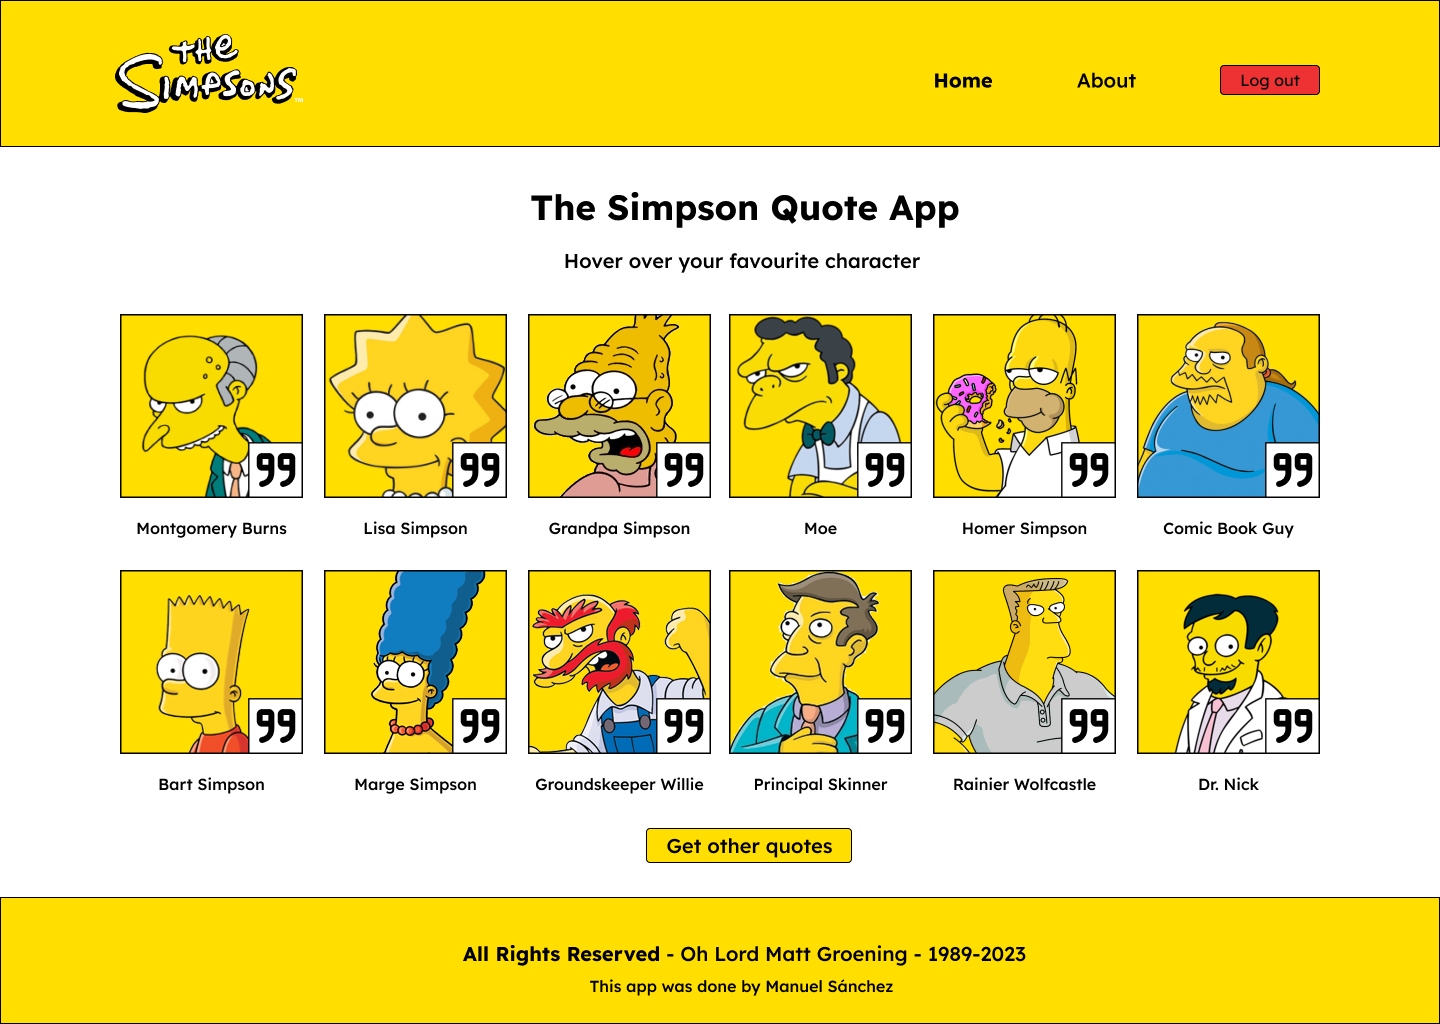 THE
SIMPSONS
TM
Home
About
Log out
The Simpson Quote App
Hover over your favourite character
99
99
99
99
99
99
Montgomery Burns
Lisa Simpson
Grandpa Simpson
Moe
Homer Simpson
Comic Book Guy
99
99
99
99
99
99
Bart Simpson
Marge Simpson
Groundskeeper Willie
Principal Skinner
Rainier Wolfcastle
Dr. Nick
Get other quotes
All Rights Reserved - Oh Lord Matt Groening - 1989-2023
This app was done by Manuel Sánchez